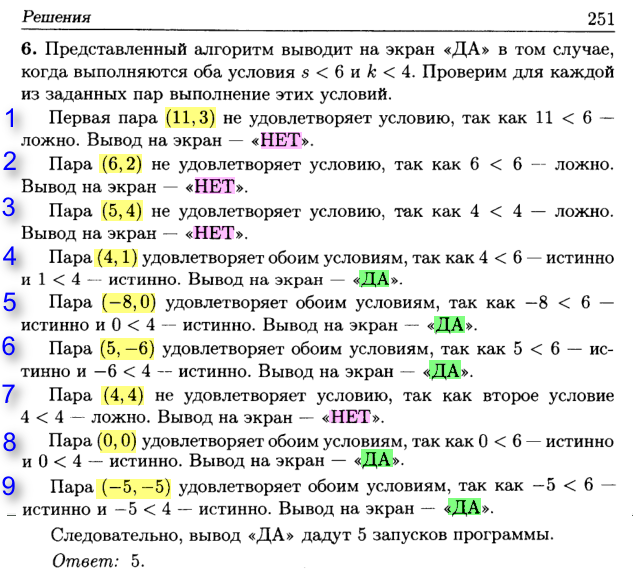 Решения 251
6. Представленный алгоритм выводит на экран «ДА» в том случае,
когда выполняются оба условия s < 6 и k < 4. Проверим для каждой
из заданных пар выполнение этих условий.
1 Первая пара (11, 3) не удовлетворяет условию, так как 11 < 6 —
ложно. Вывод на экран — «НЕТ».
2 Пара (6, 2) не удовлетворяет условию, так как 6 < 6 — ложно.
Вывод на экран — «НЕТ».
3 Пара (5, 4) не удовлетворяет условию, так как 4 < 4 — ложно.
Вывод на экран — «НЕТ».
4 Пара (4, 1) удовлетворяет обоим условиям, так как 4 < 6 — истинно
и 1 < 4 — истинно. Вывод на экран — «ДА».
5 Пара (−8, 0) удовлетворяет обоим условиям, так как −8 < 6 —
истинно и 0 < 4 — истинно. Вывод на экран — «ДА».
6 Пара (5, −6) удовлетворяет обоим условиям, так как 5 < 6 — ис-
тинно и −6 < 4 — истинно. Вывод на экран — «ДА».
7 Пара (4, 4) не удовлетворяет условию, так как второе условие
4 < 4 — ложно. Вывод на экран — «НЕТ».
8 Пара (0, 0) удовлетворяет обоим условиям, так как 0 < 6 — истинно
и 0 < 4 — истинно. Вывод на экран — «ДА».
9 Пара (−5, −5) удовлетворяет обоим условиям, так как −5 < 6 —
истинно и −5 < 4 — истинно. Вывод на экран — «ДА».
Следовательно, вывод «ДА» дадут 5 запусков программы.
Ответ: 5.